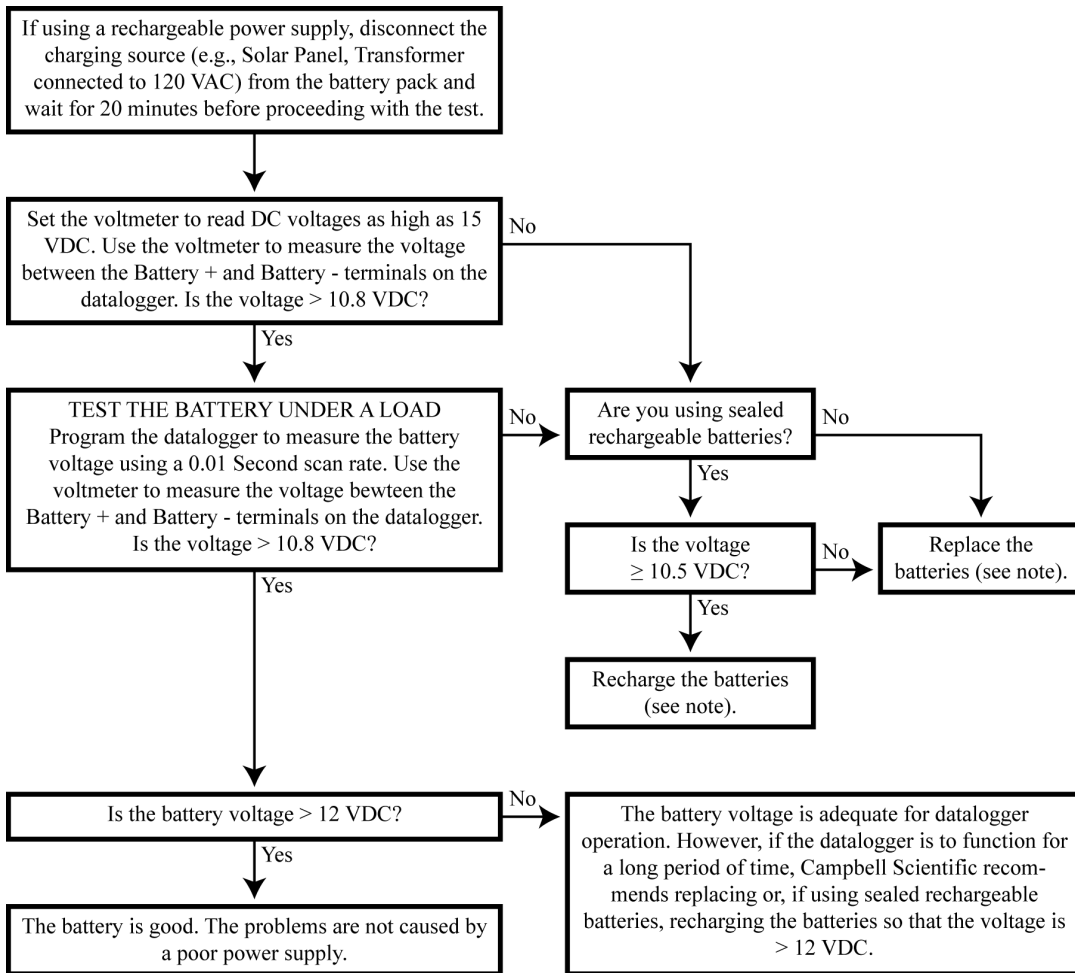 If using a rechargeable power supply, disconnect the
charging source (e.g., Solar Panel, Transformer
connected to 120 VAC) from the battery pack and
wait for 20 minutes before proceeding with the test.
Set the voltmeter to read DC voltages as high as 15
VDC. Use the voltmeter to measure the voltage
between the Battery + and Battery - terminals on the
datalogger. Is the voltage > 10.8 VDC?
No
Yes
TEST THE BATTERY UNDER A LOAD
Program the datalogger to measure the battery
voltage using a 0.01 Second scan rate. Use the
voltmeter to measure the voltage bewteen the
Battery + and Battery - terminals on the datalogger.
Is the voltage > 10.8 VDC?
No
Are you using sealed
rechargeable batteries?
No
Yes
Is the voltage
≥ 10.5 VDC?
No
Replace the
batteries (see note).
Yes
Yes
Recharge the batteries
(see note).
Is the battery voltage > 12 VDC?
No
The battery voltage is adequate for datalogger
operation. However, if the datalogger is to function for
a long period of time, Campbell Scientific recom-
mends replacing or, if using sealed rechargeable
batteries, recharging the batteries so that the voltage is
> 12 VDC.
Yes
The battery is good. The problems are not caused by
a poor power supply.